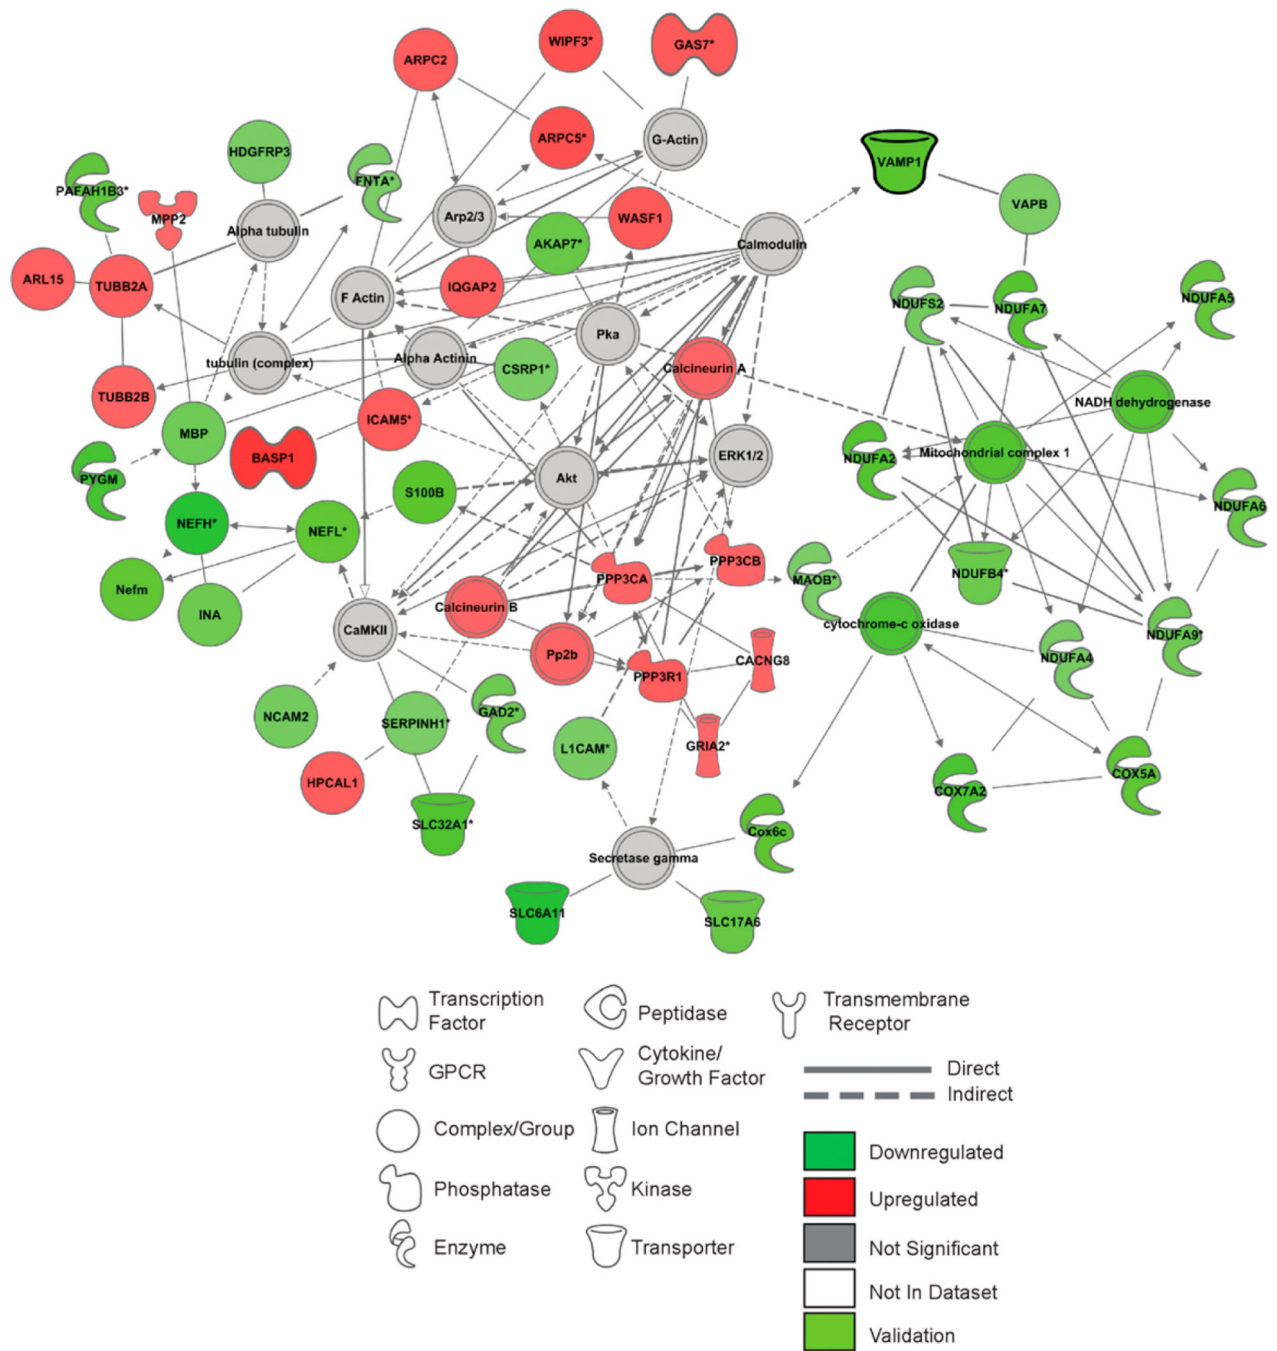 WIPF3*
GAS7*
ARPC2
ARPC5*
G-Actin
HDGFRP3
VAMP1
PAFAH1B3*
FNTA*
MPP2
VAPB
Alpha tubulin
Arp2/3
WASF1
AKAP7*
Calmodulin
ARL15
TUBB2A
IQGAP2
F Actin
NDUFS2
NDUFA7
NDUFA5
Pka
tubulin (complex)
Alpha Actinin
CSRP1*
Calcineurin A
TUBB2B
NADH dehydrogenase
ICAM5*
MBP
BASP1
ERK1/2
Mitochondrial complex 1
NDUFA2
PYGM
Akt
S100B
NDUFA6
NEFH*
NEFL*
PPP3CB
NDUFB4*
PPP3CA
MAOB*
Nefm
INA
Calcineurin B
CaMKII
cytochrome-c oxidase
NDUFA9*
Pp2b
NDUFA4
CACNG8
PPP3R1
NCAM2
SERPINH1*
GAD2*
L1CAM*
GRIA2*
HPCAL1
COX5A
COX7A2
SLC32A1*
Cox6c
Secretase gamma
SLC6A11
SLC17A6
Transcription
Factor
Peptidase
Transmembrane
Receptor
GPCR
Cytokine/
Growth Factor
Direct
Indirect
Complex/Group
Ion Channel
Downregulated
Phosphatase
Kinase
Upregulated
Enzyme
Transporter
Not Significant
Not In Dataset
Validation